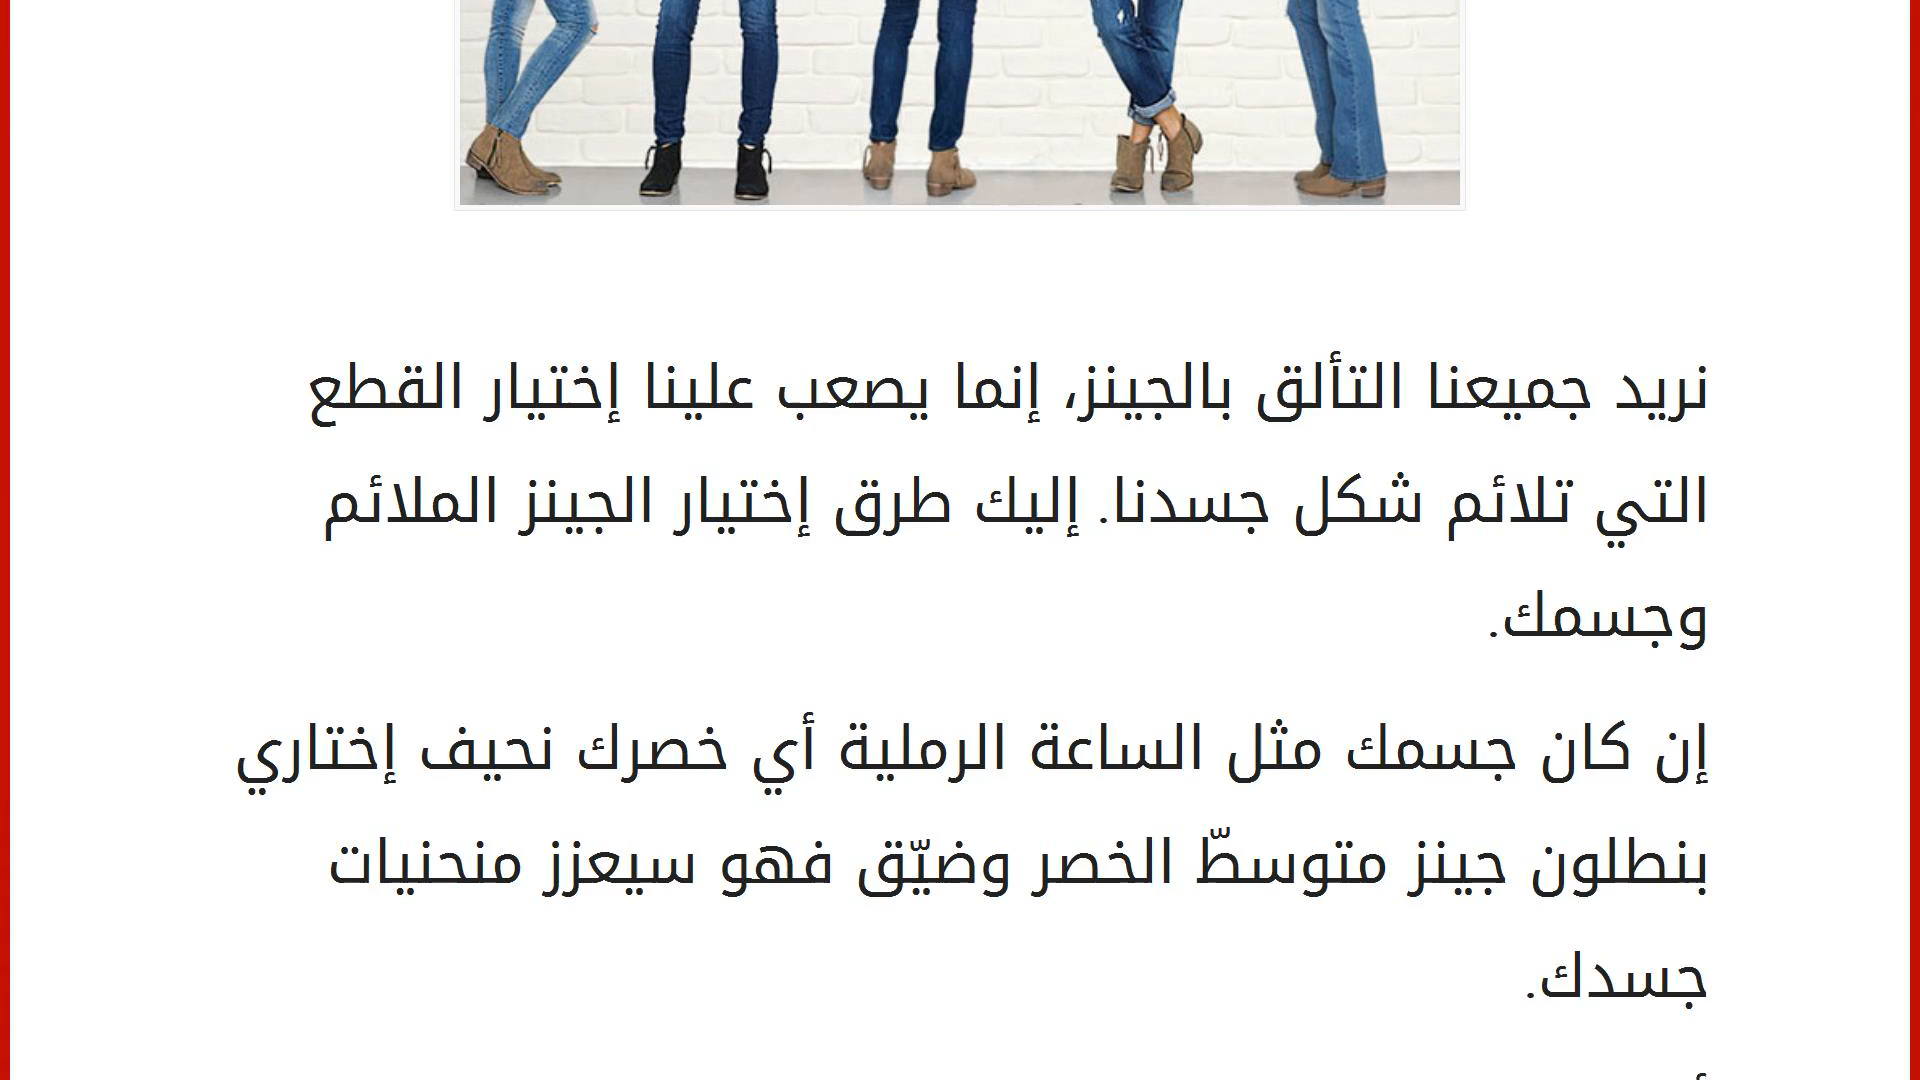 نريد جميعنا التألق بالجينز، إنما يصعب علينا إختيار القطع
التي تلائم شكل جسدنا. إليك طرق إختيار الجينز الملائم
وجسمك.
إن كان جسمك مثل الساعة الرملية أي خصرك نحيف إختاري
بنطلون جينز متوسطّ الخصر وضيّق فهو سيعزز منحنيات
جسدك.